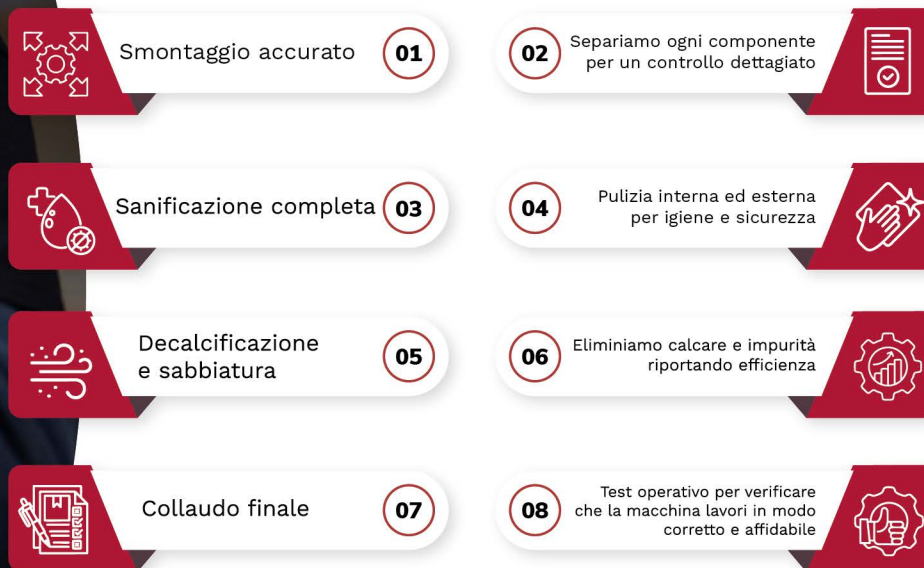 Smontaggio accurato
01
02
Separiamo ogni componente
per un controllo dettagiato
Sanificazione completa
03
04
Pulizia interna ed esterna
per igiene e sicurezza
Decalcificazione
e sabbiatura
05
06
Eliminiamo calcare e impurità
riportando efficienza
Collaudo finale
07
08
Test operativo per verificare
che la macchina lavori in modo
corretto e affidabile